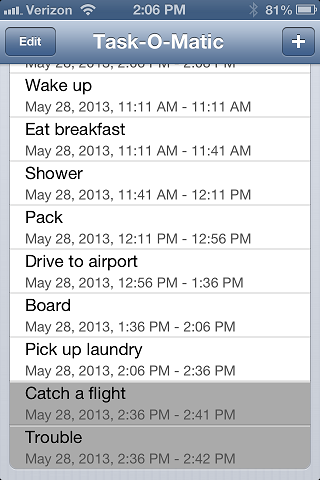 Verizon 2:06 PM 81%
Edit Task-O-Matic +
Wake up
May 28, 2013, 11:11 AM - 11:11 AM
Eat breakfast
May 28, 2013, 11:11 AM - 11:41 AM
Shower
May 28, 2013, 11:41 AM - 12:11 PM
Pack
May 28, 2013, 12:11 PM - 12:56 PM
Drive to airport
May 28, 2013, 12:56 PM - 1:36 PM
Board
May 28, 2013, 1:36 PM - 2:06 PM
Pick up laundry
May 28, 2013, 2:06 PM - 2:36 PM
Catch a flight
May 28, 2013, 2:36 PM - 2:41 PM
Trouble
May 28, 2013, 2:36 PM - 2:42 PM